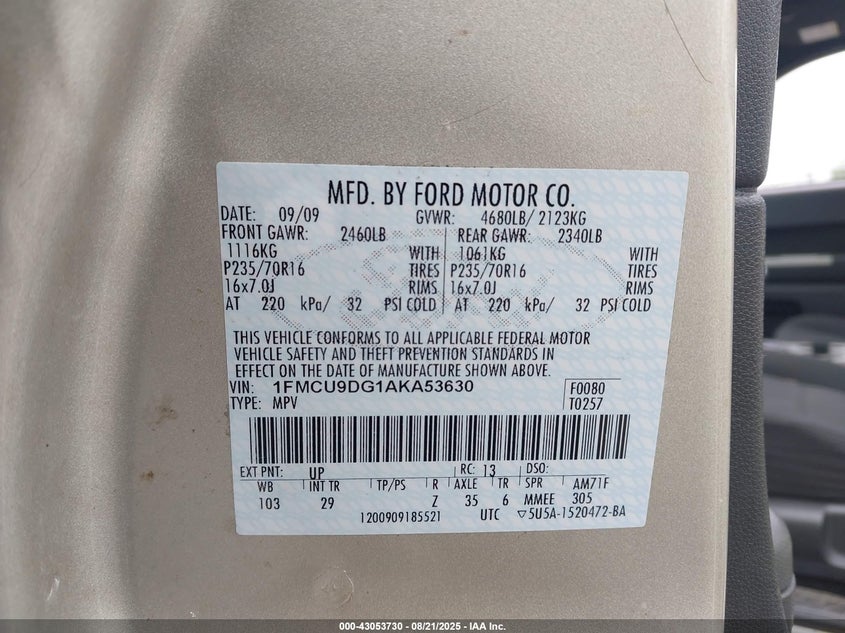 MFD. BY FORD MOTOR CO.
DATE: 09/09 GVWR: 4680LB/ 2123KG
FRONT GAWR: 2460LB REAR GAWR: 2340LB
1116KG WITH 1061KG WITH
P235/70R16 TIRES P235/70R16 TIRES
16x7.0J RIMS 16x7.0J RIMS
AT 220 kPa/ 32 PSI COLD AT 220 kPa/ 32 PSI COLD
THIS VEHICLE CONFORMS TO ALL APPLICABLE FEDERAL MOTOR
VEHICLE SAFETY AND THEFT PREVENTION STANDARDS IN
EFFECT ON THE DATE OF MANUFACTURE SHOWN ABOVE.
VIN: 1FMCU9DG1AKA53630 F0080
TYPE: MPV T0257
EXT PNT: UP RC: 13 DSO:
WB INT TR TP/PS R AXLE TR SPR AM71F
103 29 Z 35 6 MMEE 305
1200909185521 UTC ▽5U5A-1520472-BA
000-43053730 - 08/21/2025 - IAA Inc.